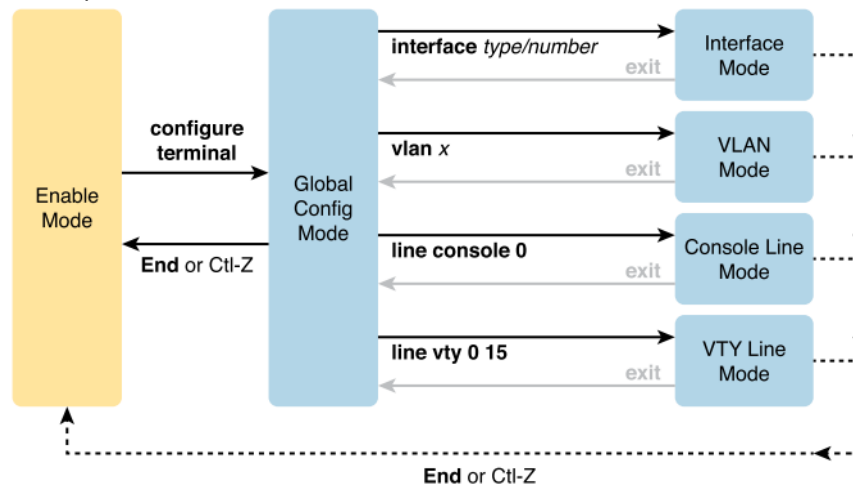 Enable
Mode
configure
terminal
End or Ctl-Z
Global
Config
Mode
interface type/number
exit
Interface
Mode
vlan x
exit
VLAN
Mode
line console 0
exit
Console Line
Mode
line vty 0 15
exit
VTY Line
Mode
End or Ctl-Z